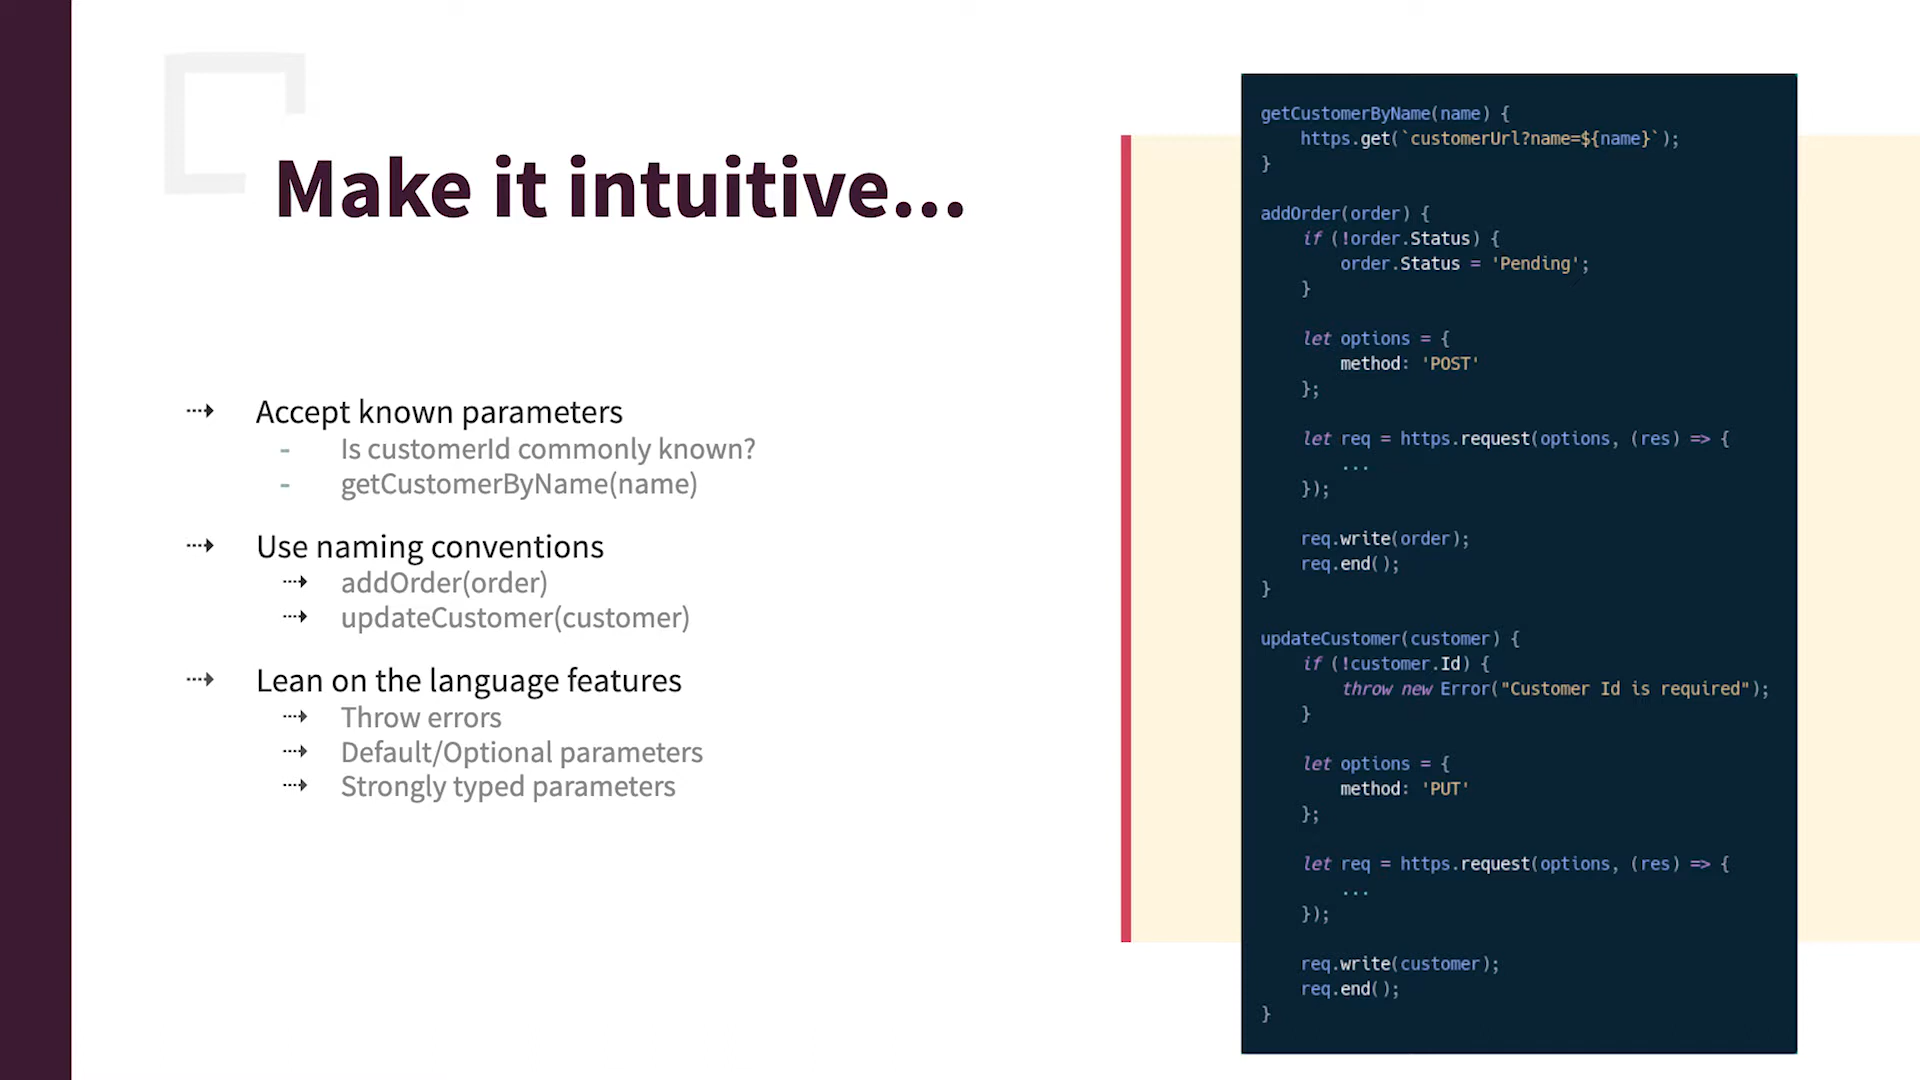 Make it intuitive...
Accept known parameters
- Is customerId commonly known?
- getCustomerByName(name)
Use naming conventions
addOrder(order)
updateCustomer(customer)
Lean on the language features
Throw errors
Default/Optional parameters
Strongly typed parameters
getCustomerByName(name) {
    https.get(`customerUrl?name=${name}`);
}
addOrder(order) {
    if (!order.Status) {
        order.Status = 'Pending';
    }
    let options = {
        method: 'POST'
    };
    let req = https.request(options, (res) => {
        ...
    });
    req.write(order);
    req.end();
}
updateCustomer(customer) {
    if (!customer.Id) {
        throw new Error("Customer Id is required");
    }
    let options = {
        method: 'PUT'
    };
    let req = https.request(options, (res) => {
        ...
    });
    req.write(customer);
    req.end();
}